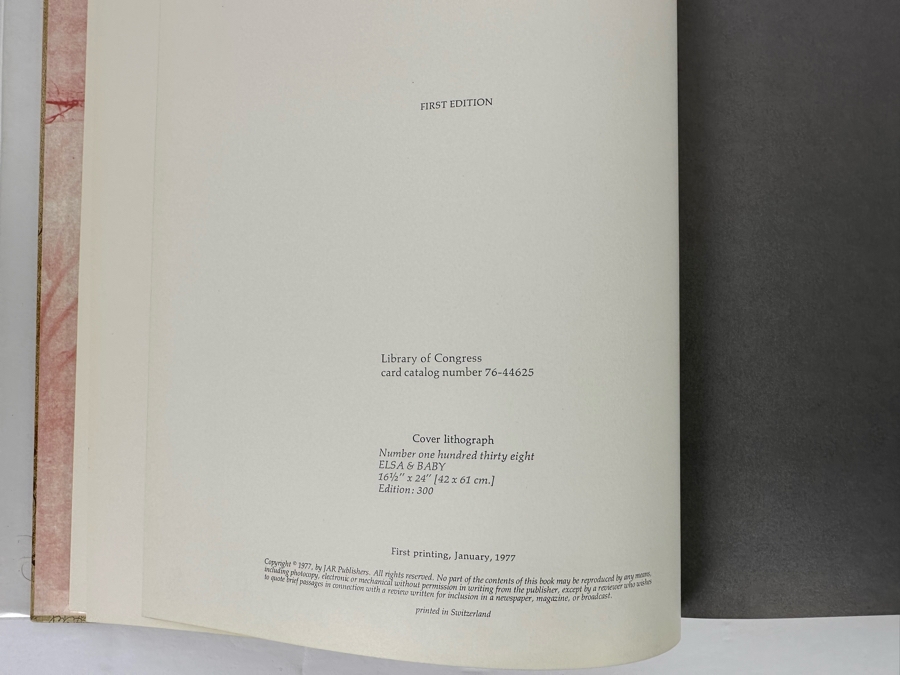 FIRST EDITION
Library of Congress
card catalog number 76-44625
Cover lithograph
Number one hundred thirty eight
ELSA & BABY
16½" x 24" [42 x 61 cm.]
Edition: 300
First printing, January, 1977
Copyright © 1977, by JAR Publishers. All rights reserved. No part of the contents of this book may be reproduced by any means,
including photocopy, electronic or mechanical without permission in writing from the publisher, except by a reviewer who wishes
to quote brief passages in connection with a review written for inclusion in a newspaper, magazine, or broadcast.
printed in Switzerland